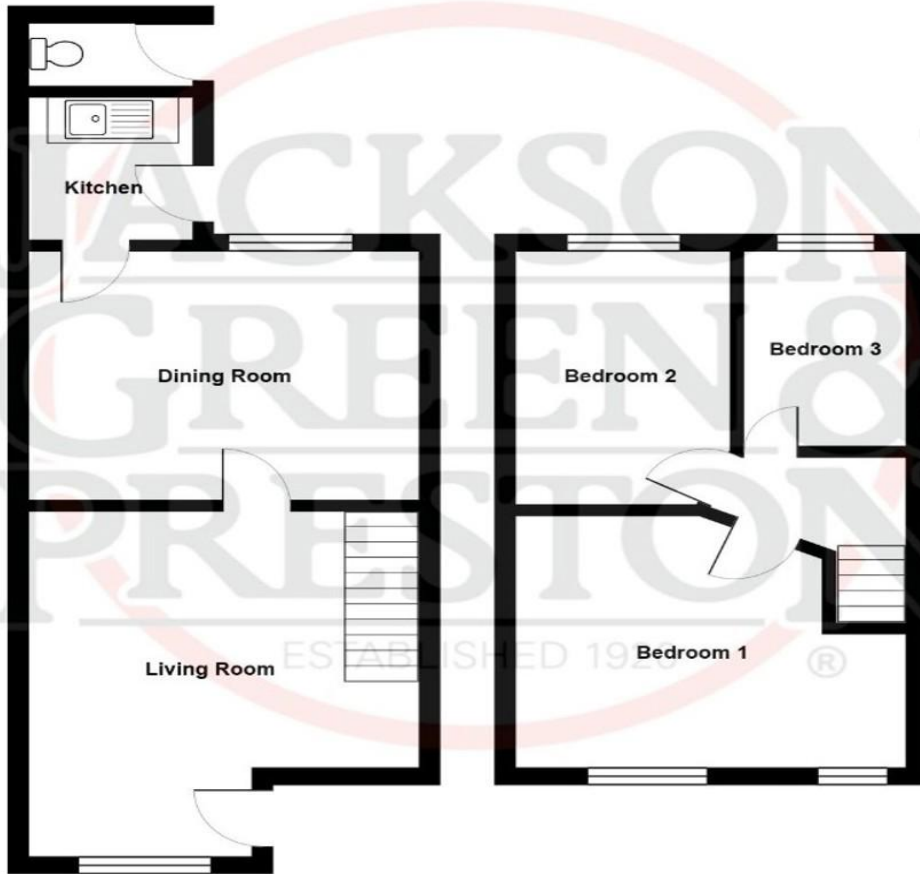 Kitchen
Dining Room
Living Room
Bedroom 2
Bedroom 3
Bedroom 1
JACKSON
GREEN &
PRESTON
ESTABLISHED 1920 ®